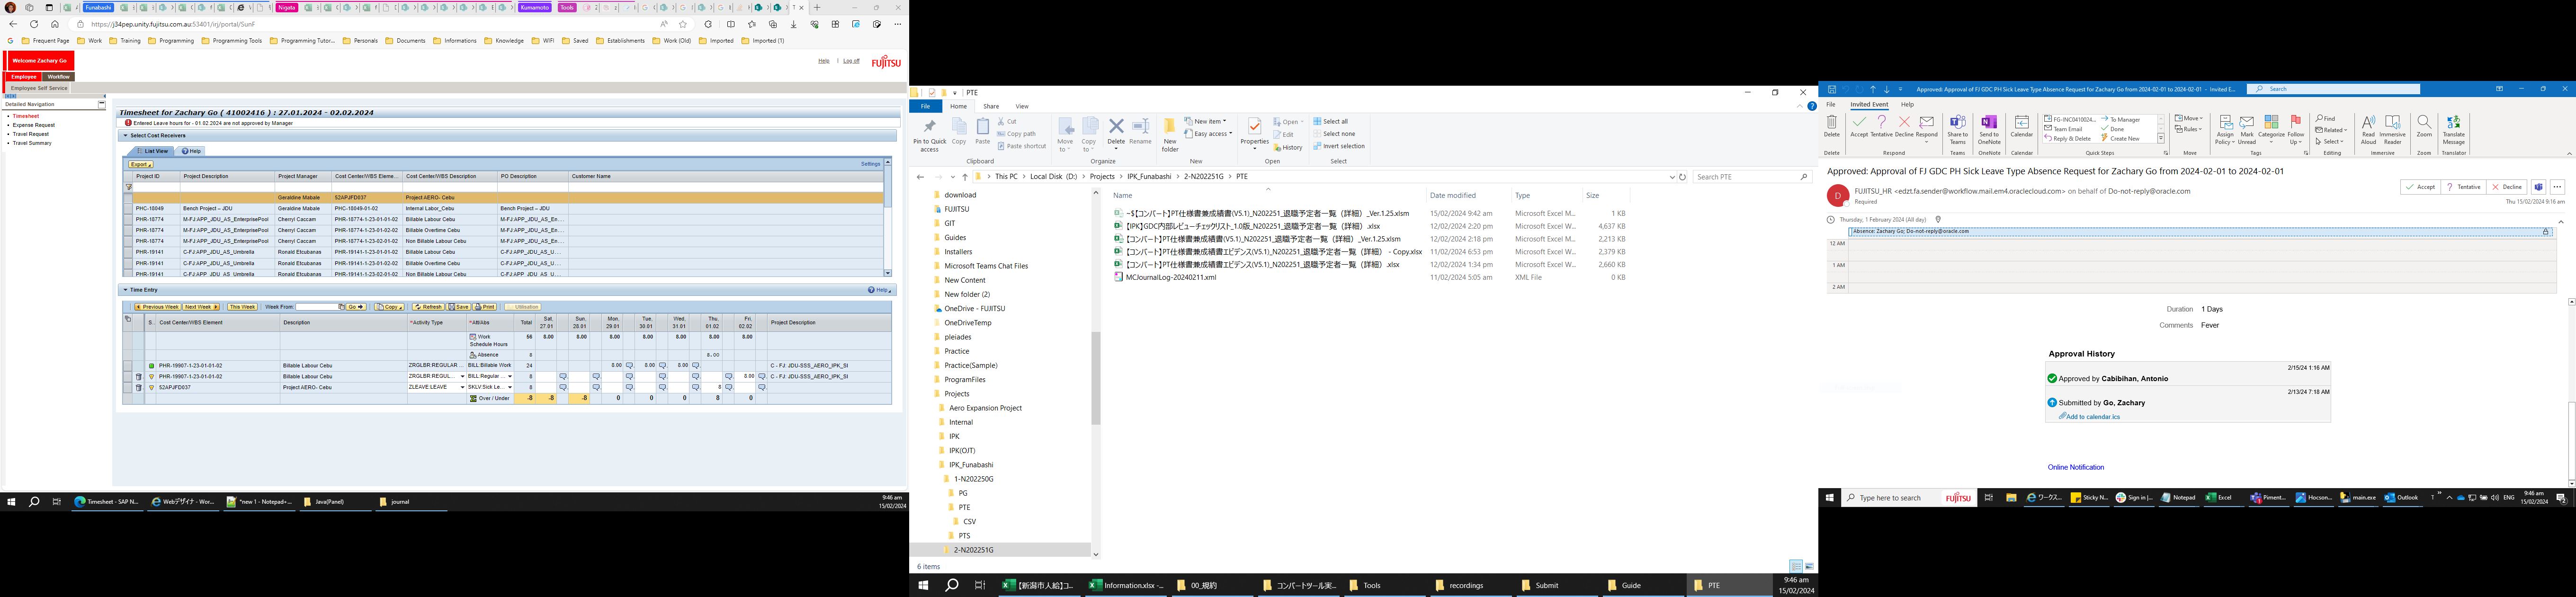 Funabashi
Nigata
Kumamoto
Tools
https://j34pep.unity.fujitsu.com.au:53401/irj/portal/SunF
Frequent Page Work Training Programming Programming Tools Programming Tutor... Personals Documents Informations Knowledge WIFI Saved Establishments Work (Old) Imported Imported (1)
Welcome Zachary Go
Help | Log off FUJITSU
Employee Workflow
Employee Self Service
Detailed Navigation
Timesheet
Expense Request
Travel Request
Travel Summary
Timesheet for Zachary Go ( 41002416 ) : 27.01.2024 - 02.02.2024
Entered Leave hours for - 01.02.2024 are not approved by Manager
Select Cost Receivers
List View Help
Export Settings
Project ID Project Description Project Manager Cost Center/WBS Eleme... Cost Center/WBS Description PO Description Customer Name
Geraldine Mabale 52APJFD037 Project AERO- Cebu
PHC-18049 Bench Project – JDU Geraldine Mabale PHC-18049-01-02 Internal Labor_Cebu Bench Project – JDU
PHR-18774 M-FJ:APP_JDU_AS_EnterprisePool Cherryl Caccam PHR-18774-1-23-01-01-02 Billable Labour Cebu M-FJ:APP_JDU_AS_En...
PHR-18774 M-FJ:APP_JDU_AS_EnterprisePool Cherryl Caccam PHR-18774-1-23-01-02-02 Billable Overtime Cebu M-FJ:APP_JDU_AS_En...
PHR-18774 M-FJ:APP_JDU_AS_EnterprisePool Cherryl Caccam PHR-18774-1-23-02-01-02 Non Billable Labour Cebu M-FJ:APP_JDU_AS_En...
PHR-19141 C-FJ:APP_JDU_AS_Umbrella Ronald Etcubanas PHR-19141-1-23-01-01-02 Billable Labour Cebu C-FJ:APP_JDU_AS_U...
PHR-19141 C-FJ:APP_JDU_AS_Umbrella Ronald Etcubanas PHR-19141-1-23-01-02-02 Billable Overtime Cebu C-FJ:APP_JDU_AS_U...
PHR-19141 C-FJ:APP_JDU_AS_Umbrella Ronald Etcubanas PHR-19141-1-23-02-01-02 Non Billable Labour Cebu C-FJ:APP_JDU_AS_U...
Time Entry Help
Previous Week Next Week This Week Week From: Go Copy Refresh Save Print Utilisation
S.. Cost Center/WBS Element Description *Activity Type *Att/Abs Total Sat, 27.01 Sun, 28.01 Mon, 29.01 Tue, 30.01 Wed, 31.01 Thu, 01.02 Fri, 02.02 Project Description
Work Schedule Hours 56 8.00 8.00 8.00 8.00 8.00 8.00 8.00
Absence 8 8.00
PHR-19907-1-23-01-01-02 Billable Labour Cebu ZRGLBR:REGULAR ... BILL:Billable Work 24 8.00 8.00 8.00 C - FJ: JDU-SSS_AERO_IPK_SI
PHR-19907-1-23-01-01-02 Billable Labour Cebu ZRGLBR:REGUL... BILL:Regular ... 8 8.00 C - FJ: JDU-SSS_AERO_IPK_SI
52APJFD037 Project AERO- Cebu ZLEAVE:LEAVE SKLV:Sick Le... 8 8
Over / Under -8 -8 -8 0 0 0 8 0
Timesheet - SAP N... Webデザイナ - Wor... *new 1 - Notepad+... Java(Panel) journal
9:46 am
15/02/2024
PTE
File Home Share View
Pin to Quick access Copy Paste Cut Copy path Paste shortcut Move to Copy to Delete Rename New folder New item Easy access Properties Open Edit History Select all Select none Invert selection
Clipboard Organize New Open Select
This PC > Local Disk (D:) > Projects > IPK_Funabashi > 2-N202251G > PTE
Search PTE
download
FUJITSU
GIT
Guides
Installers
Microsoft Teams Chat Files
New Content
New folder (2)
OneDrive - FUJITSU
OneDriveTemp
pleiades
Practice
Practice(Sample)
ProgramFiles
Projects
Aero Expansion Project
Internal
IPK
IPK(OJT)
IPK_Funabashi
1-N202250G
PG
PTE
CSV
PTS
2-N202251G
Name Date modified Type Size
~$【コンバート】PT仕様書兼成績書(V5.1)_N202251_退職予定者一覧（詳細）_Ver.1.25.xlsm 15/02/2024 9:42 am Microsoft Excel M... 1 KB
【IPK】GDC内部レビューチェックリスト_1.0版_N202251_退職予定者一覧（詳細）.xlsx 12/02/2024 2:20 pm Microsoft Excel W... 4,637 KB
【コンバート】PT仕様書兼成績書(V5.1)_N202251_退職予定者一覧（詳細）_Ver.1.25.xlsm 12/02/2024 2:18 pm Microsoft Excel M... 2,213 KB
【コンバート】PT仕様書兼成績書エビデンス(V5.1)_N202251_退職予定者一覧（詳細） - Copy.xlsx 11/02/2024 6:53 pm Microsoft Excel W... 2,379 KB
【コンバート】PT仕様書兼成績書エビデンス(V5.1)_N202251_退職予定者一覧（詳細）.xlsx 12/02/2024 1:34 pm Microsoft Excel W... 2,660 KB
MCJournalLog-20240211.xml 11/02/2024 5:05 am XML File 0 KB
6 items
【新潟市人給】コ... Information.xlsx -... 00_規約 コンバートツール実... Tools recordings Submit Guide PTE
9:46 am
15/02/2024
Approved: Approval of FJ GDC PH Sick Leave Type Absence Request for Zachary Go from 2024-02-01 to 2024-02-01 - Invited E...
Search
File Invited Event Help
Delete Accept Tentative Decline Respond Share to Teams Send to OneNote Calendar FG-INC0410024... Team Email Reply & Delete To Manager Done Create New Move Rules Assign Policy Mark Unread Categorize Follow Up Find Related Select Read Aloud Immersive Reader Zoom Translate Message
Delete Respond Teams OneNote Calendar Quick Steps Move Tags Editing Immersive Zoom Translator
Approved: Approval of FJ GDC PH Sick Leave Type Absence Request for Zachary Go from 2024-02-01 to 2024-02-01
D
FUJITSU_HR <edzt.fa.sender@workflow.mail.em4.oraclecloud.com> on behalf of Do-not-reply@oracle.com
Required
Accept Tentative Decline
Thu 15/02/2024 9:16 am
Thursday, 1 February 2024 (All day)
Absence: Zachary Go; Do-not-reply@oracle.com
12 AM
1 AM
2 AM
Duration 1 Days
Comments Fever
Approval History
2/15/24 1:16 AM
Approved by Cabibihan, Antonio
2/13/24 7:18 AM
Submitted by Go, Zachary
Add to calendar.ics
Online Notification
Type here to search FUJITSU ワークス... Sticky N... Sign in (... Notepad Excel Piment... Hocson... main.exe Outlook ENG
9:46 am
15/02/2024